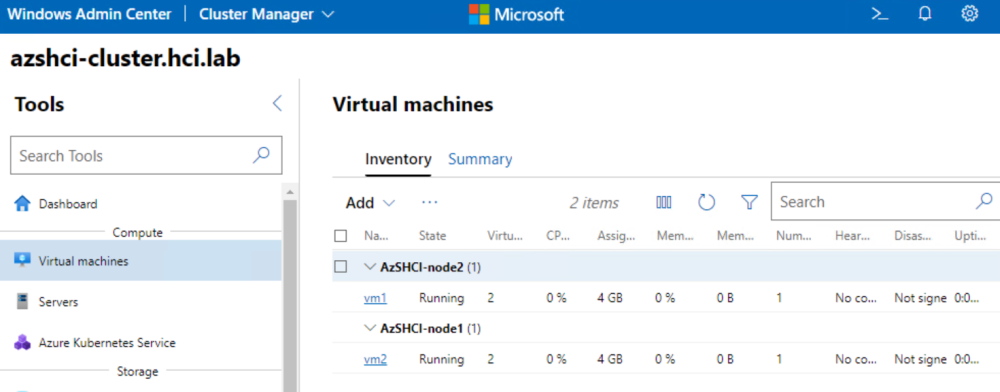 Windows Admin Center | Cluster Manager Microsoft
azshci-cluster.hci.lab
Tools
Search Tools
Dashboard
Compute
Virtual machines
Servers
Azure Kubernetes Service
Storage
Virtual machines
Inventory Summary
Add ... 2 items Search
Na... State Virtu... CP... Assig... Mem... Mem... Num... Hear... Disas... Upti...
AzSHCI-node2 (1)
vm1 Running 2 0 % 4 GB 0 % 0 B 1 No co... Not signe 0:0...
AzSHCI-node1 (1)
vm2 Running 2 0 % 4 GB 0 % 0 B 1 No co... Not signe 0:0...